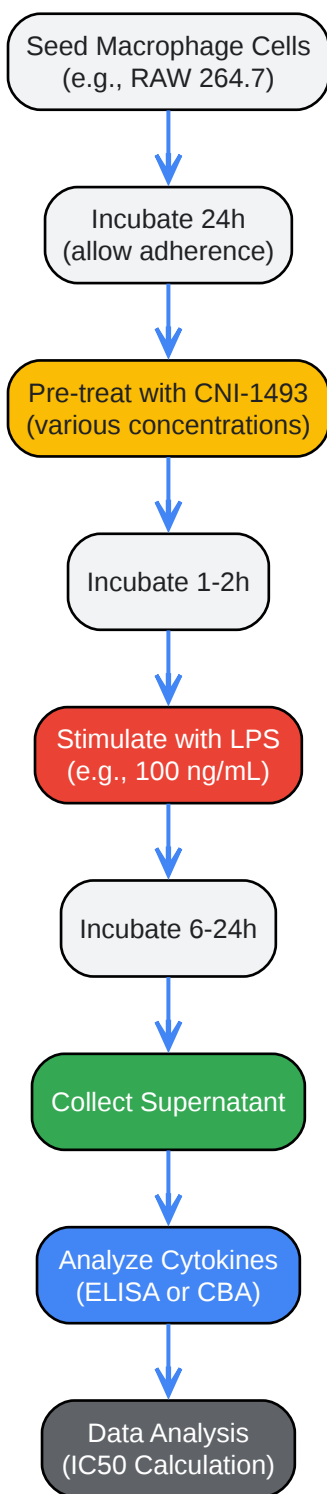 Seed Macrophage Cells
(e.g., RAW 264.7)
Incubate 24h
(allow adherence)
Pre-treat with CNI-1493
(various concentrations)
Incubate 1-2h
Stimulate with LPS
(e.g., 100 ng/mL)
Incubate 6-24h
Collect Supernatant
Analyze Cytokines
(ELISA or CBA)
Data Analysis
(IC50 Calculation)